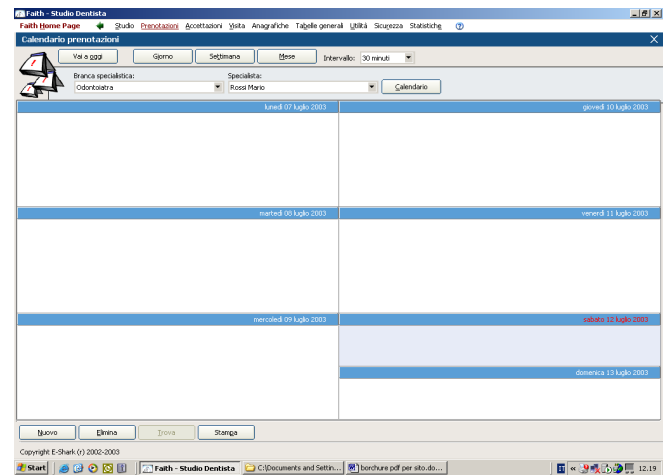 Faith - Studio Dentista
Faith Home Page Studio Prenotazioni Accettazioni Visita Anagrafiche Tabelle generali Utilità Sicurezza Statistiche
Calendario prenotazioni
Vai a oggi Giorno Settimana Mese Intervallo: 30 minuti
Branca specialistica: Specialista:
Odontoiatra Rossi Mario Calendario
lunedì 07 luglio 2003 giovedì 10 luglio 2003
martedì 08 luglio 2003 venerdì 11 luglio 2003
mercoledì 09 luglio 2003 sabato 12 luglio 2003
domenica 13 luglio 2003
Nuovo Elimina Trova Stampa
Copyright E-Shark (r) 2002-2003
Start Faith - Studio Dentista C:\Documents and Settin... borchure pdf per sito.do... 12.19